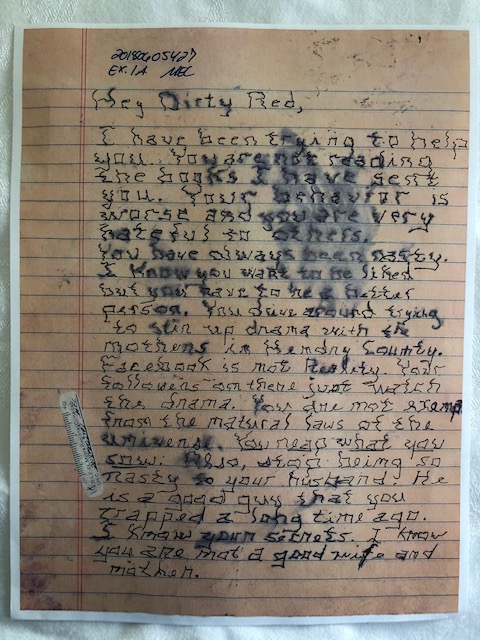 20180605427
EX. 1A MEC
Hey Dirty Red,
I have been trying to help
you. You are not reading
the books I have sent
you. Your behavior is
worse and you are very
hateful to others.
You have always been nasty.
I know you want to be liked
but you have to be a better
person. You drive around trying
to stir up drama with the
mothers in Hendry County.
Facebook is not Reality. Your
followers on there just watch
the drama. You are not exempt
from the natural laws of the
universe. You reap what you
sow. Also, stop being so
nasty to your husband. He
is a good guy that you
trapped a long time ago.
I know your secrets. I know
you are not a good wife and
mother.